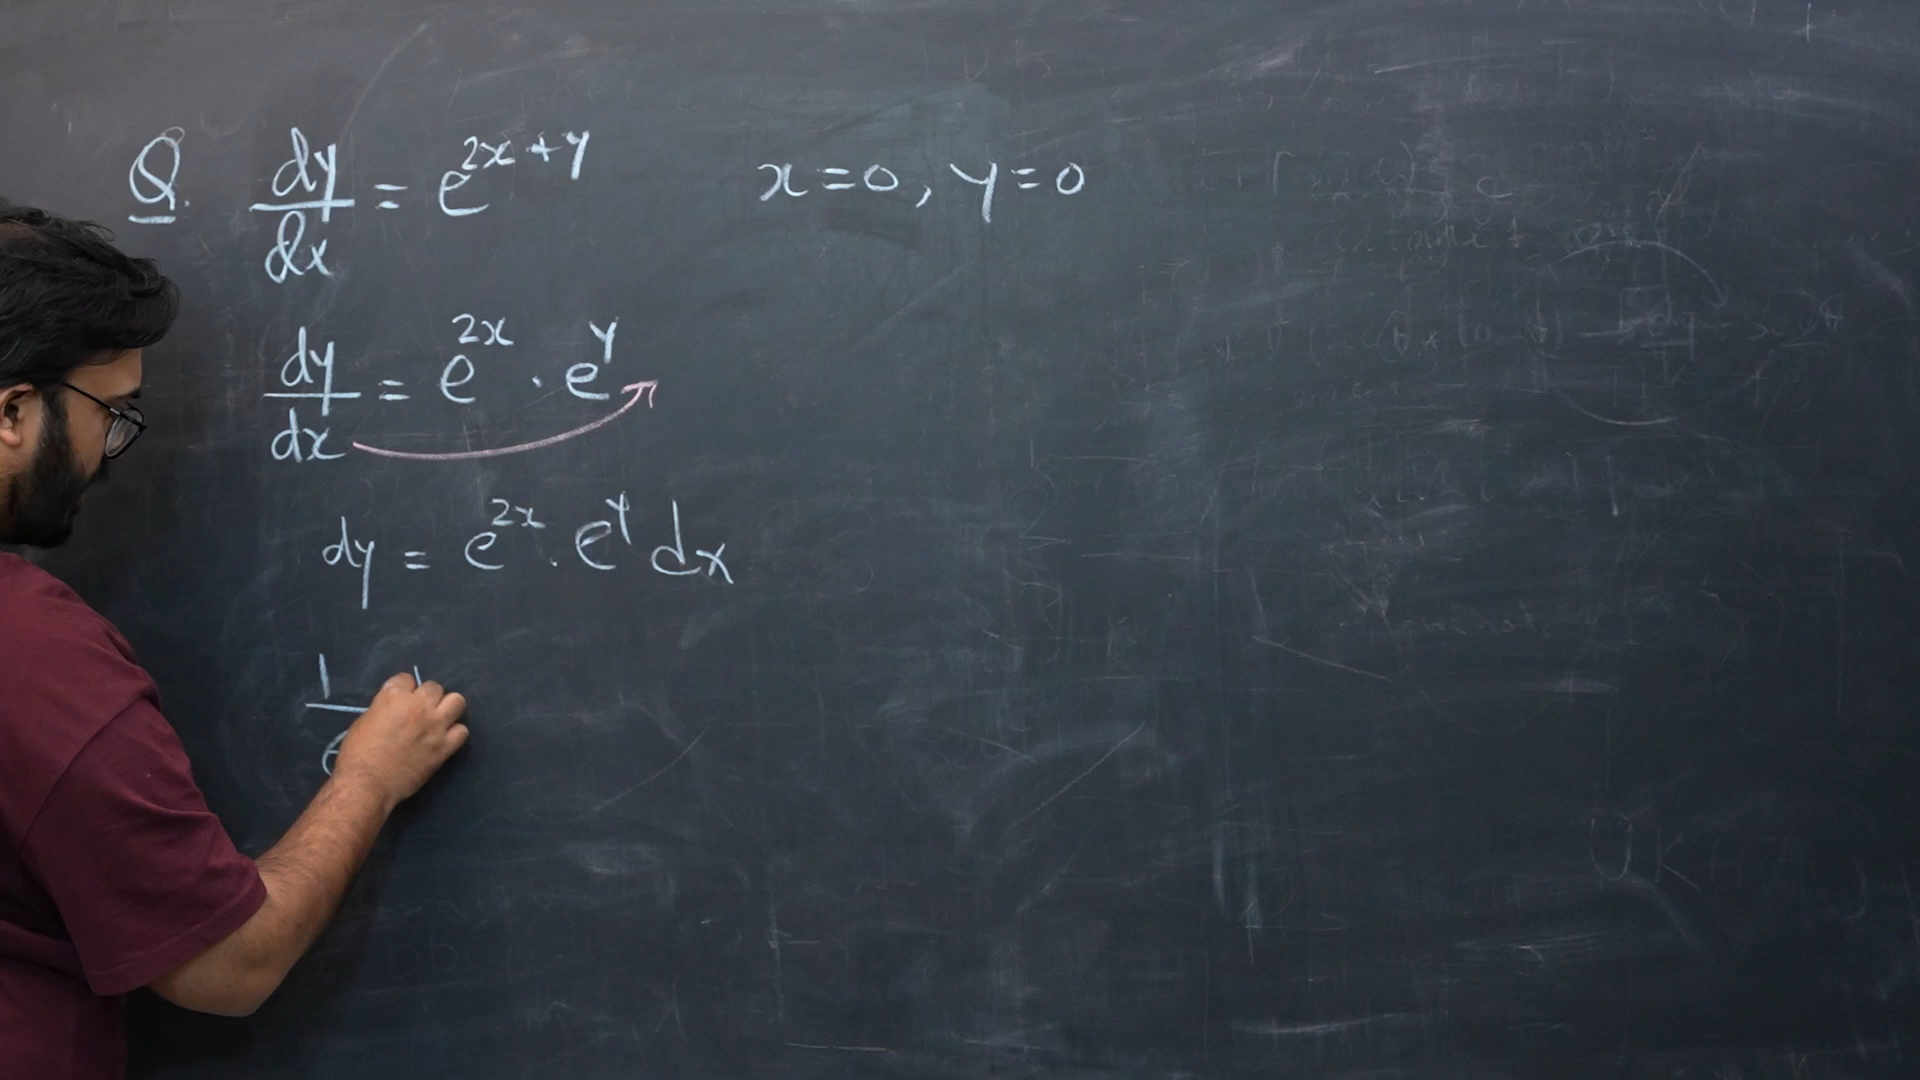 Q. dy/dx = e^(2x+y) x=0, y=0
dy/dx = e^(2x) · e^y
dy = e^(2x) · e^y dx
1/e